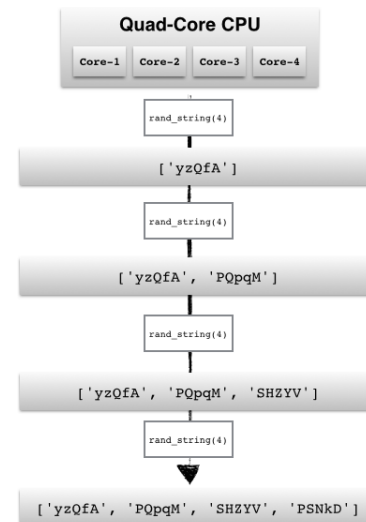 Quad-Core CPU
Core-1 Core-2 Core-3 Core-4
rand_string(4)
['yzQfA']
rand_string(4)
['yzQfA', 'PQpqM']
rand_string(4)
['yzQfA', 'PQpqM', 'SHZYV']
rand_string(4)
['yzQfA', 'PQpqM', 'SHZYV', 'PSNkD']